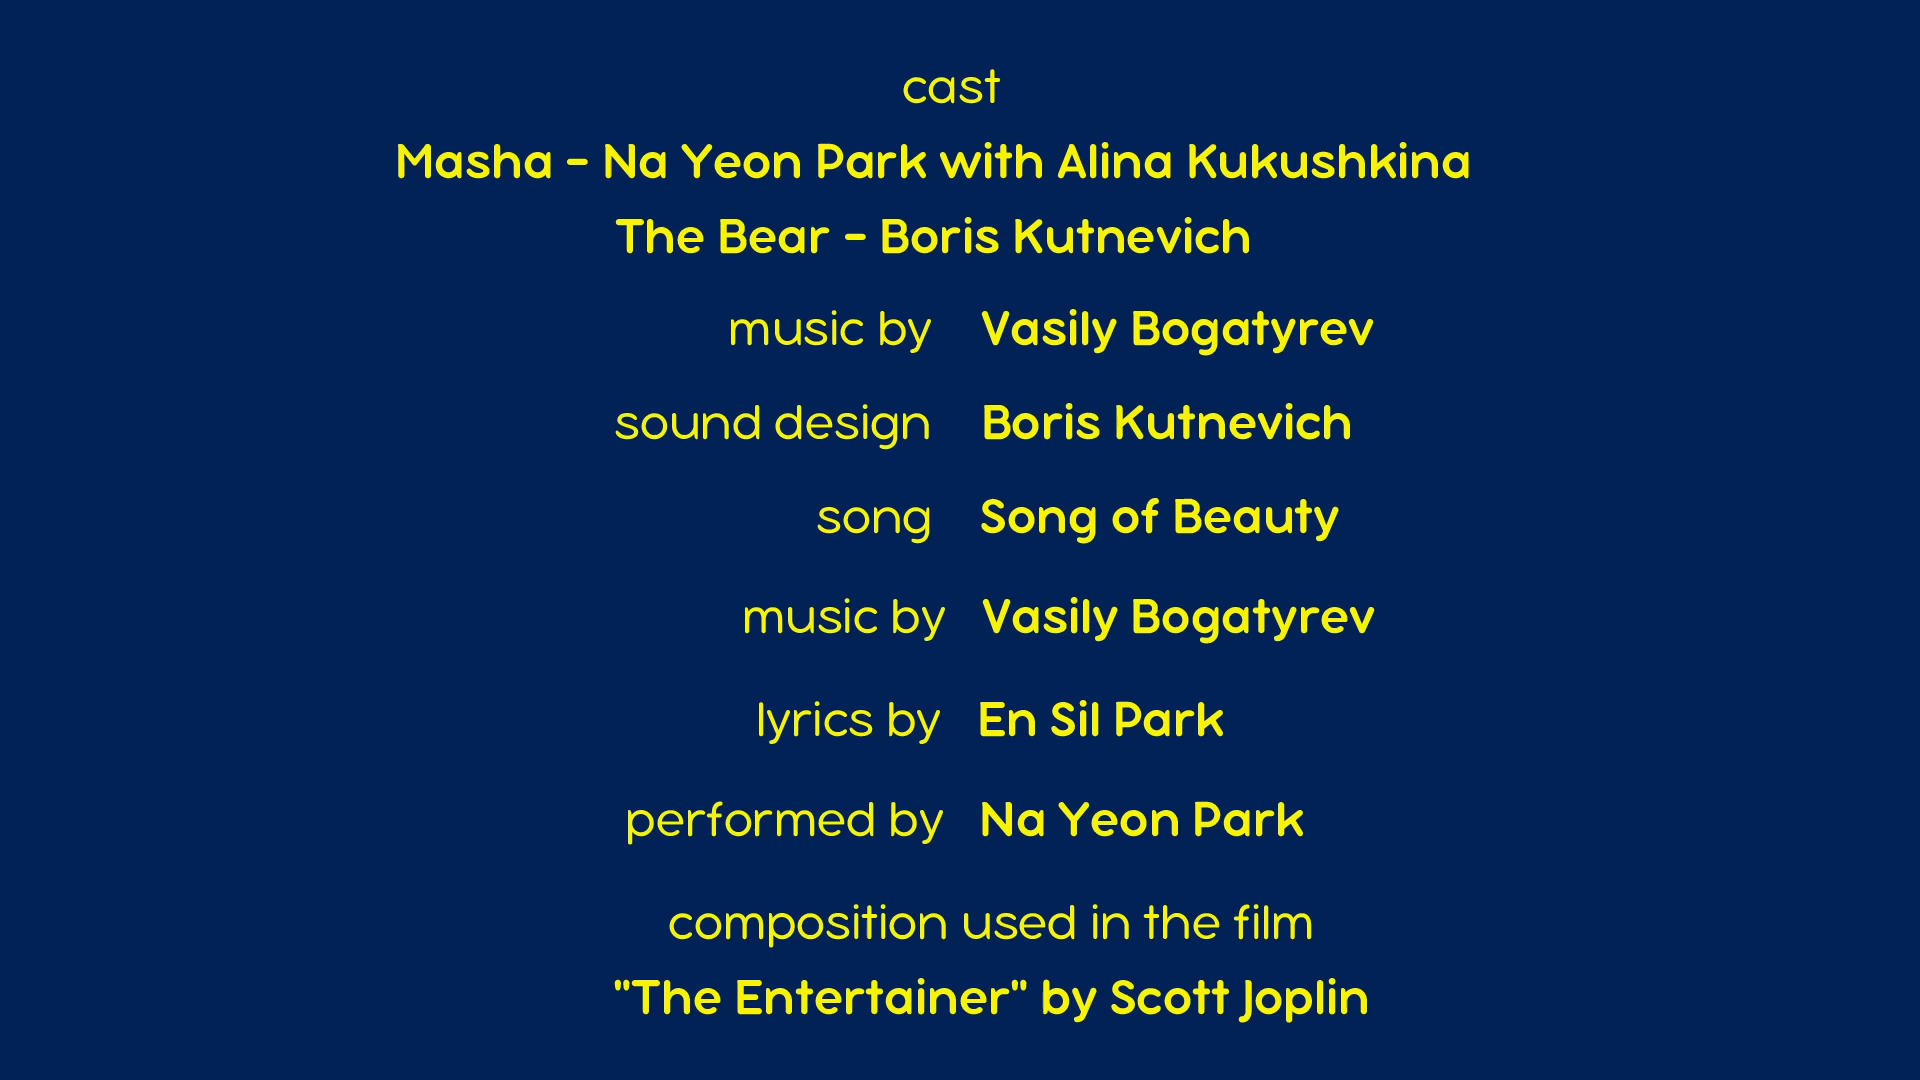 cast
Masha - Na Yeon Park with Alina Kukushkina
The Bear - Boris Kutnevich
music by Vasily Bogatyrev
sound design Boris Kutnevich
song Song of Beauty
music by Vasily Bogatyrev
lyrics by En Sil Park
performed by Na Yeon Park
composition used in the film
"The Entertainer" by Scott Joplin